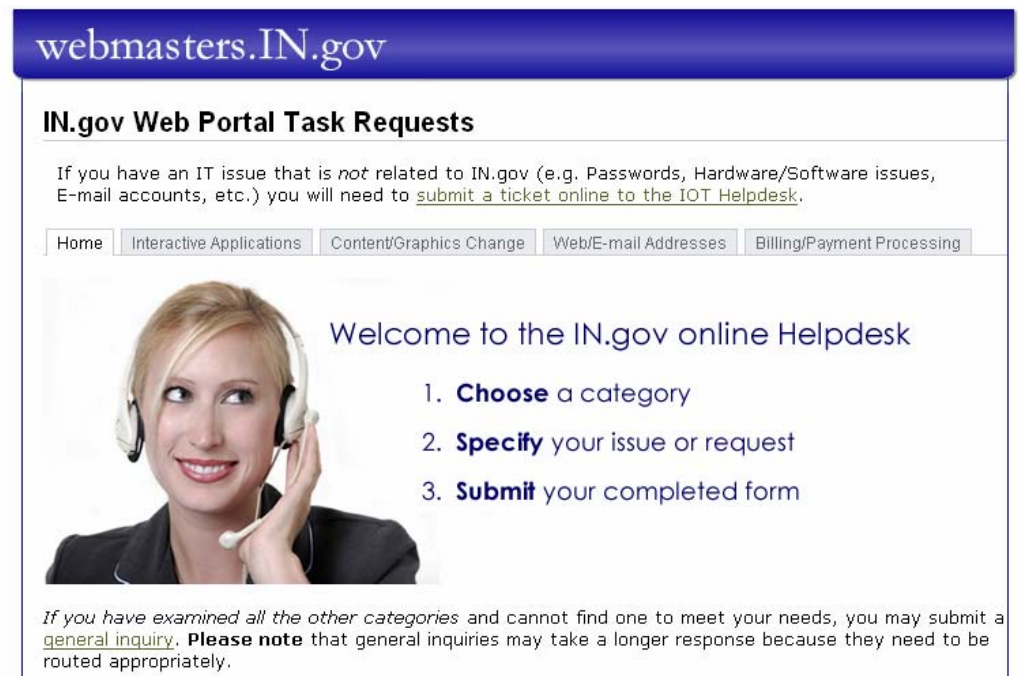 webmasters.IN.gov
IN.gov Web Portal Task Requests
If you have an IT issue that is not related to IN.gov (e.g. Passwords, Hardware/Software issues,
E-mail accounts, etc.) you will need to submit a ticket online to the IOT Helpdesk.
Home Interactive Applications Content/Graphics Change Web/E-mail Addresses Billing/Payment Processing
Welcome to the IN.gov online Helpdesk
1. Choose a category
2. Specify your issue or request
3. Submit your completed form
If you have examined all the other categories and cannot find one to meet your needs, you may submit a
general inquiry. Please note that general inquiries may take a longer response because they need to be
routed appropriately.